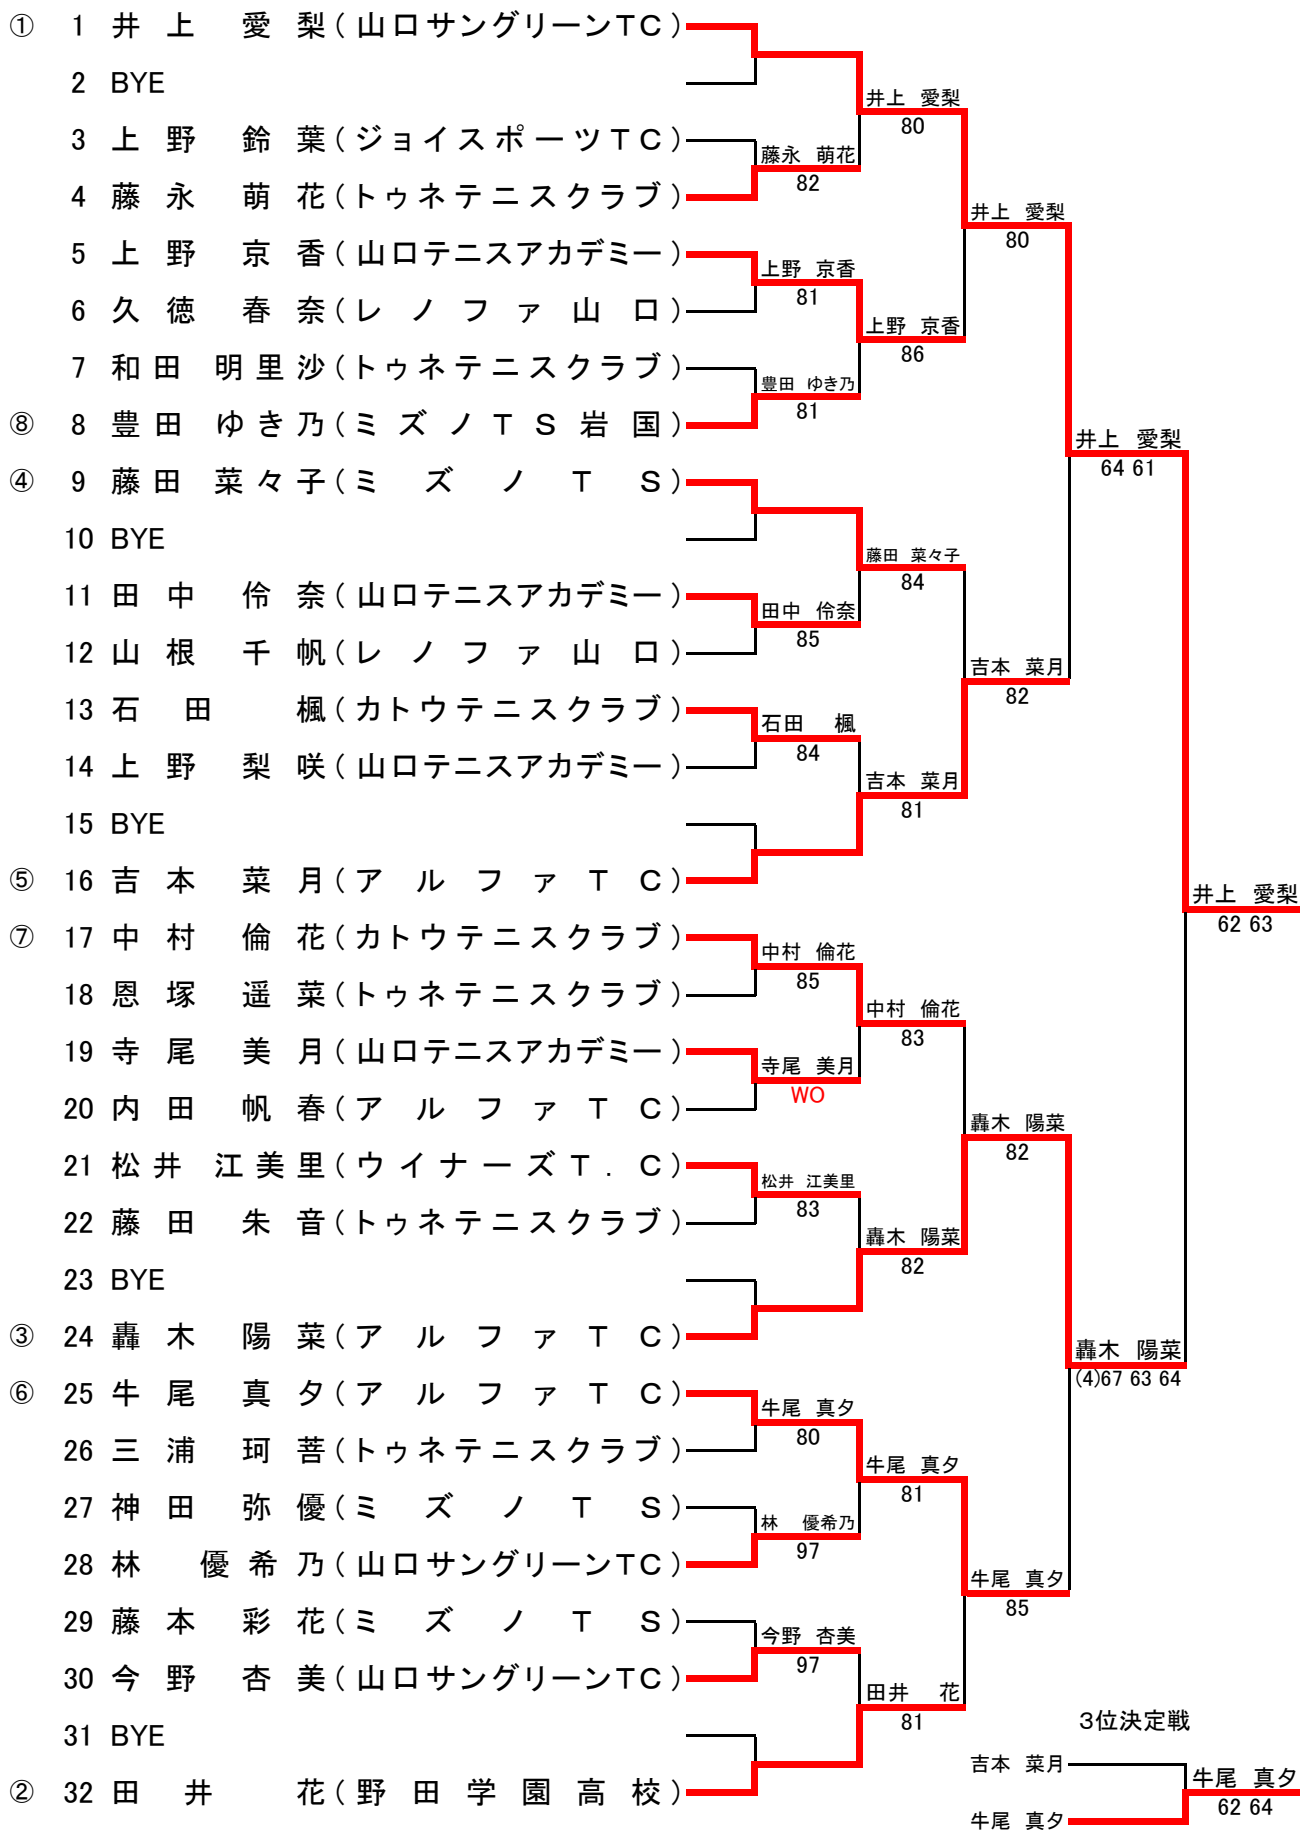 ① 1 井上 愛梨(山口サングリーンTC)
2 BYE
3 上野 鈴葉(ジョイスポーツTC)
4 藤永 萌花(トゥネテニスクラブ)
5 上野 京香(山口テニスアカデミー)
6 久徳 春奈(レノファ山口)
7 和田 明里沙(トゥネテニスクラブ)
⑧ 8 豊田 ゆき乃(ミズノTS岩国)
④ 9 藤田 菜々子(ミズノTS)
10 BYE
11 田中 伶奈(山口テニスアカデミー)
12 山根 千帆(レノファ山口)
13 石田 楓(カトウテニスクラブ)
14 上野 梨咲(山口テニスアカデミー)
15 BYE
⑤ 16 吉本 菜月(アルファTC)
⑦ 17 中村 倫花(カトウテニスクラブ)
18 恩塚 遥菜(トゥネテニスクラブ)
19 寺尾 美月(山口テニスアカデミー)
20 内田 帆春(アルファTC)
21 松井 江美里(ウイナーズT.C)
22 藤田 朱音(トゥネテニスクラブ)
23 BYE
③ 24 轟木 陽菜(アルファTC)
⑥ 25 牛尾 真夕(アルファTC)
26 三浦 珂菩(トゥネテニスクラブ)
27 神田 弥優(ミズノTS)
28 林 優希乃(山口サングリーンTC)
29 藤本 彩花(ミズノTS)
30 今野 杏美(山口サングリーンTC)
31 BYE
② 32 田井 花(野田学園高校)
藤永 萌花
82
上野 京香
81
豊田 ゆき乃
81
田中 伶奈
85
石田 楓
84
中村 倫花
85
寺尾 美月
WO
松井 江美里
83
牛尾 真夕
80
林 優希乃
97
今野 杏美
97
井上 愛梨
80
上野 京香
86
藤田 菜々子
84
吉本 菜月
81
中村 倫花
83
轟木 陽菜
82
牛尾 真夕
81
田井 花
81
井上 愛梨
80
吉本 菜月
82
轟木 陽菜
82
牛尾 真夕
85
井上 愛梨
64 61
轟木 陽菜
(4)67 63 64
井上 愛梨
62 63
3位決定戦
吉本 菜月
牛尾 真夕
牛尾 真夕
62 64